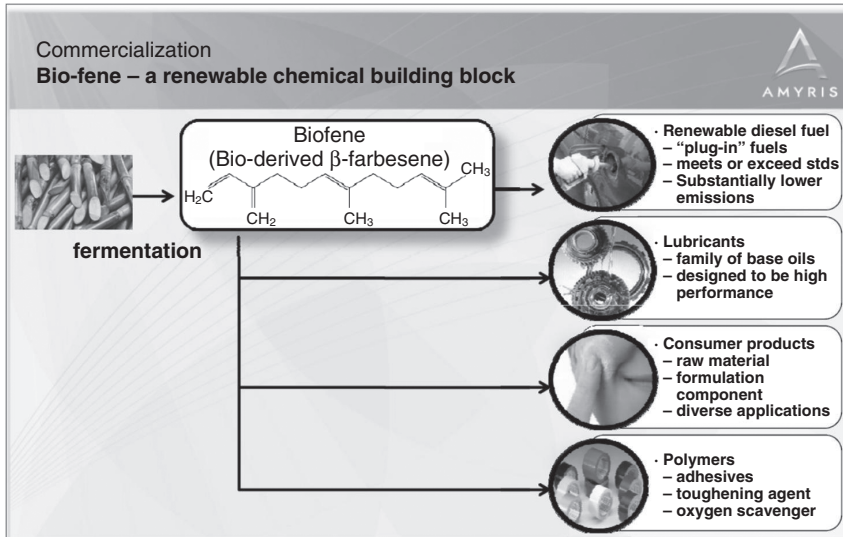 Commercialization
Bio-fene – a renewable chemical building block
AMYRIS
Biofene
(Bio-derived β-farbesene)
H₂C
CH₂
CH₃
CH₃
CH₃
fermentation
· Renewable diesel fuel
– “plug-in” fuels
– meets or exceed stds
– Substantially lower
emissions
· Lubricants
– family of base oils
– designed to be high
performance
· Consumer products
– raw material
– formulation
component
– diverse applications
· Polymers
– adhesives
– toughening agent
– oxygen scavenger